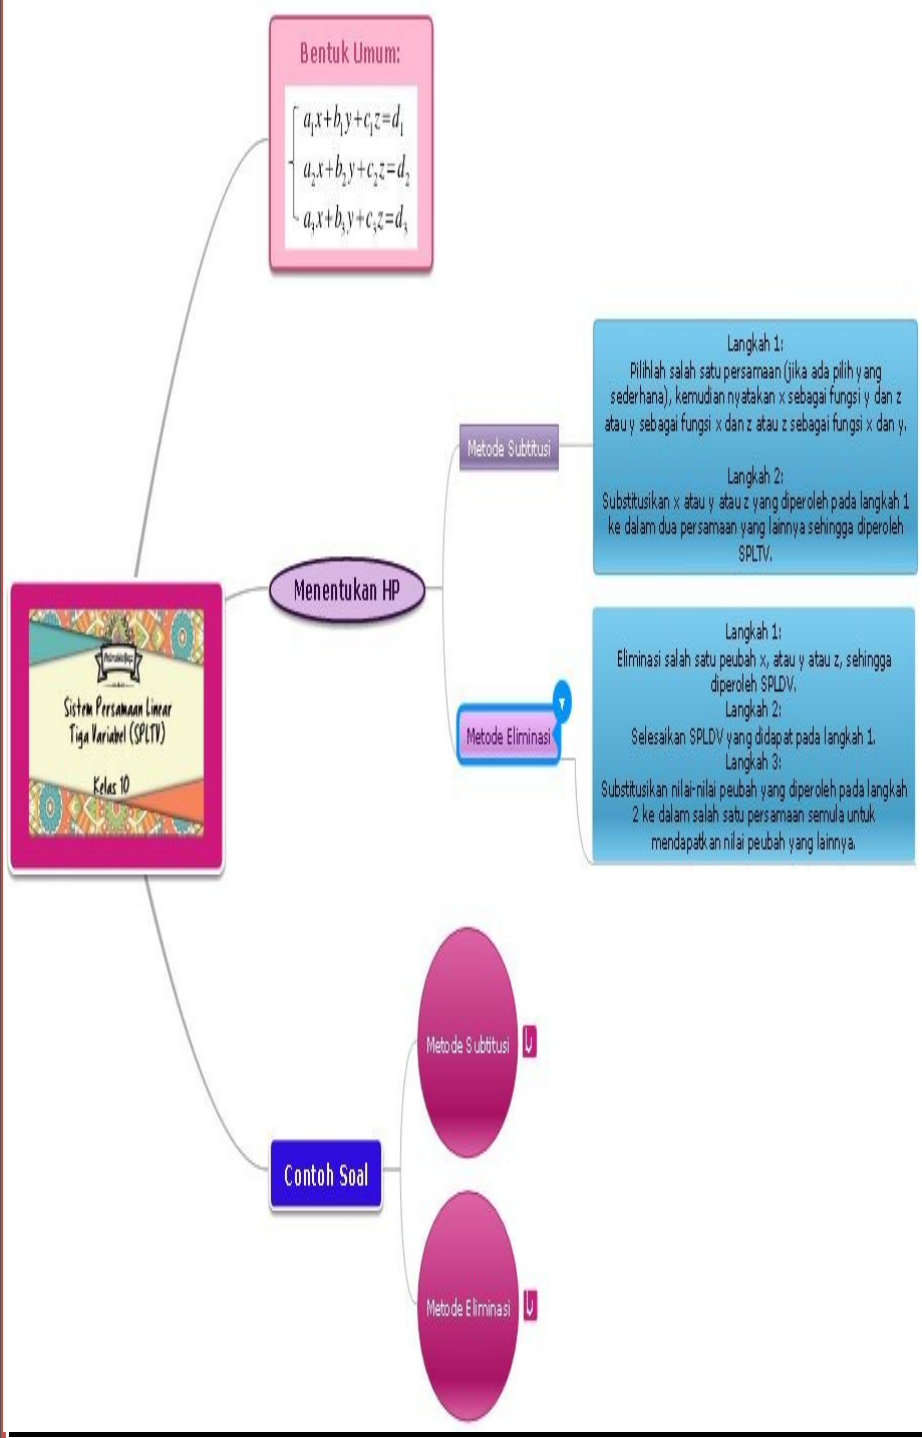 Bentuk Umum:
a₁x+b₁y+c₁z=d₁
a₂x+b₂y+c₂z=d₂
a₃x+b₃y+c₃z=d₃
Langkah 1:
Pilihlah salah satu persamaan (jika ada pilih yang
sederhana), kemudian nyatakan x sebagai fungsi y dan z
atau y sebagai fungsi x dan z atau z sebagai fungsi x dan y.
Langkah 2:
Substitusikan x atau y atau z yang diperoleh pada langkah 1
ke dalam dua persamaan yang lainnya sehingga diperoleh
SPLTV.
Metode Subtitusi
Menentukan HP
Sistem Persamaan Linear
Tiga Variabel (SPLTV)
Kelas 10
Metode Eliminasi
Langkah 1:
Eliminasi salah satu peubah x, atau y atau z, sehingga
diperoleh SPLDV.
Langkah 2:
Selesaikan SPLDV yang didapat pada langkah 1.
Langkah 3:
Substitusikan nilai-nilai peubah yang diperoleh pada langkah
2 ke dalam salah satu persamaan semula untuk
mendapatkan nilai peubah yang lainnya.
Contoh Soal
Metode Subtitusi
Metode Eliminasi